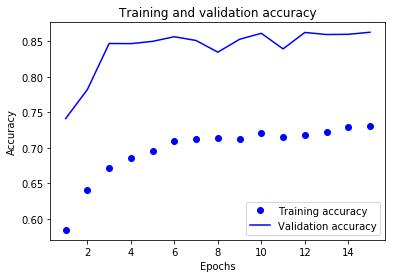 Training and validation accuracy
Accuracy
0.85
0.80
0.75
0.70
0.65
0.60
Training accuracy
Validation accuracy
2 4 6 8 10 12 14
Epochs